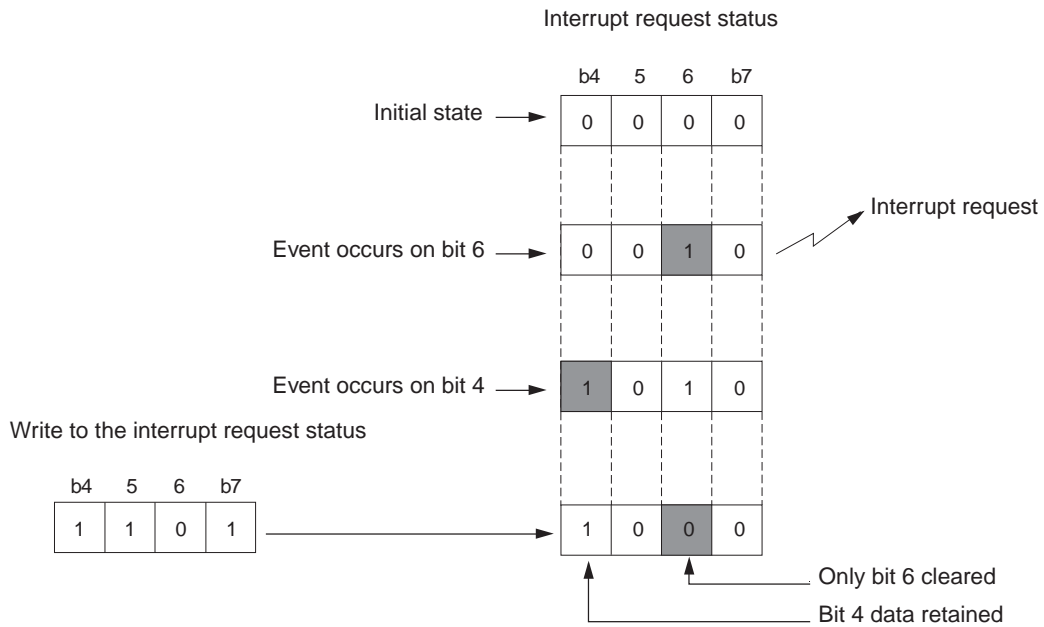 Interrupt request status
b4 5 6 b7
Initial state
0 0 0 0
Interrupt request
Event occurs on bit 6
0 0 1 0
Event occurs on bit 4
1 0 1 0
Write to the interrupt request status
b4 5 6 b7
1 1 0 1
1 0 0 0
Only bit 6 cleared
Bit 4 data retained